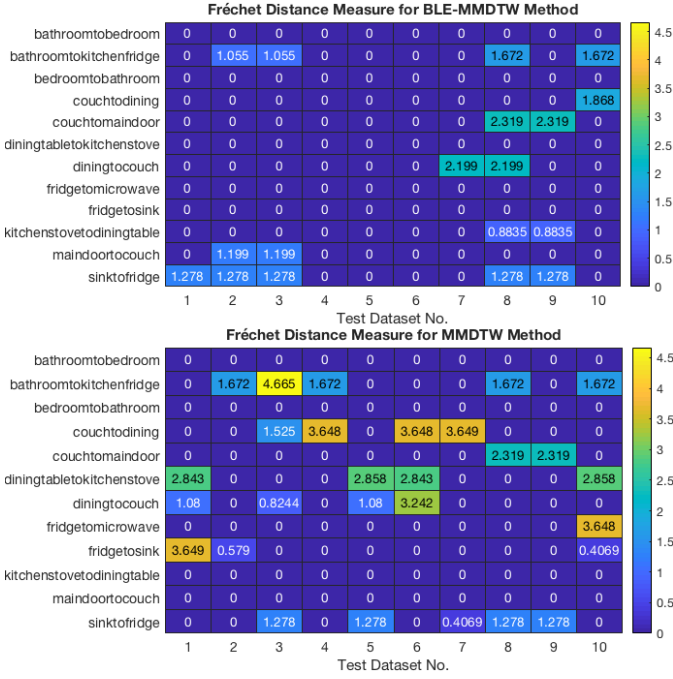 Fréchet Distance Measure for BLE-MMDTW Method
bathroomtobedroom 0 0 0 0 0 0 0 0 0 0
bathroomtokitchenfridge 0 1.055 1.055 0 0 0 0 1.672 0 1.672
bedroomtobathroom 0 0 0 0 0 0 0 0 0 0
couchtodining 0 0 0 0 0 0 0 0 0 1.868
couchtomaindoor 0 0 0 0 0 0 0 2.319 2.319 0
diningtabletokitchenstove 0 0 0 0 0 0 0 0 0 0
diningtocouch 0 0 0 0 0 0 2.199 2.199 0 0
fridgetomicrowave 0 0 0 0 0 0 0 0 0 0
fridgetosink 0 0 0 0 0 0 0 0 0 0
kitchenstovetodiningtable 0 0 0 0 0 0 0 0.8835 0.8835 0
maindoortocouch 0 1.199 1.199 0 0 0 0 0 0 0
sinktofridge 1.278 1.278 1.278 0 0 0 0 1.278 1.278 0
1 2 3 4 5 6 7 8 9 10
Test Dataset No.
4.5
4
3.5
3
2.5
2
1.5
1
0.5
0
Fréchet Distance Measure for MMDTW Method
bathroomtobedroom 0 0 0 0 0 0 0 0 0 0
bathroomtokitchenfridge 0 1.672 4.665 1.672 0 0 0 1.672 0 1.672
bedroomtobathroom 0 0 0 0 0 0 0 0 0 0
couchtodining 0 0 1.525 3.648 0 3.648 3.649 0 0 0
couchtomaindoor 0 0 0 0 0 0 0 2.319 2.319 0
diningtabletokitchenstove 2.843 0 0 0 2.858 2.843 0 0 0 2.858
diningtocouch 1.08 0 0.8244 0 1.08 3.242 0 0 0 0
fridgetomicrowave 0 0 0 0 0 0 0 0 0 3.648
fridgetosink 3.649 0.579 0 0 0 0 0 0 0 0.4069
kitchenstovetodiningtable 0 0 0 0 0 0 0 0 0 0
maindoortocouch 0 0 0 0 0 0 0 0 0 0
sinktofridge 0 0 1.278 0 1.278 0 0.4069 1.278 1.278 0
1 2 3 4 5 6 7 8 9 10
Test Dataset No.
4.5
4
3.5
3
2.5
2
1.5
1
0.5
0